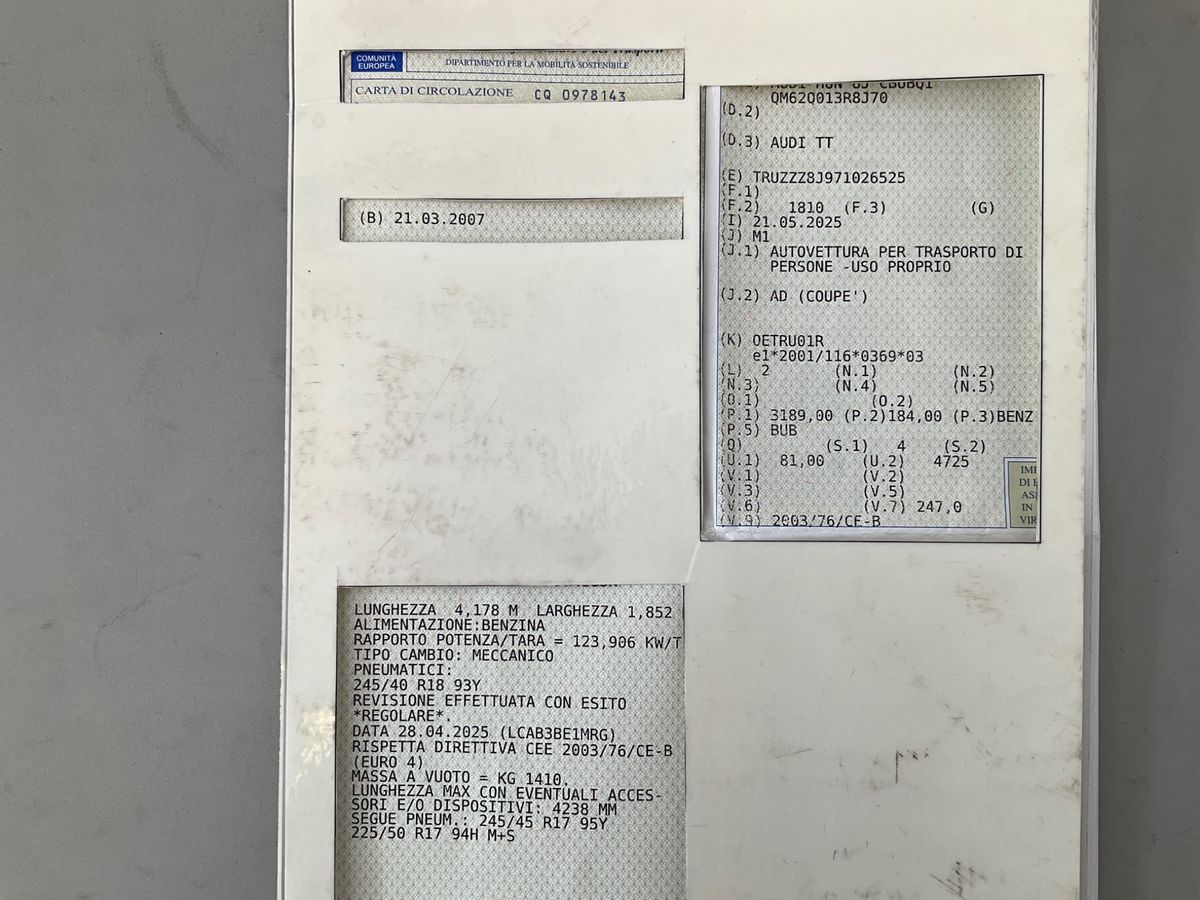 COMUNITÀ
EUROPEA
DIPARTIMENTO PER LA MOBILITÀ SOSTENIBILE
CARTA DI CIRCOLAZIONE CQ 0978143
(B) 21.03.2007
LUNGHEZZA 4,178 M LARGHEZZA 1,852
ALIMENTAZIONE:BENZINA
RAPPORTO POTENZA/TARA = 123,906 KW/T
TIPO CAMBIO: MECCANICO
PNEUMATICI:
245/40 R18 93Y
REVISIONE EFFETTUATA CON ESITO
*REGOLARE*.
DATA 28.04.2025 (LCAB3BE1MRG)
RISPETTA DIRETTIVA CEE 2003/76/CE-B
(EURO 4)
MASSA A VUOTO = KG 1410.
LUNGHEZZA MAX CON EVENTUALI ACCES-
SORI E/O DISPOSITIVI: 4238 MM
SEGUE PNEUM.: 245/45 R17 95Y
225/50 R17 94H M+S
QM62Q013R8J70
(D.2)
(D.3) AUDI TT
(E) TRUZZZ8J971026525
(F.1)
(F.2) 1810 (F.3) (G)
(I) 21.05.2025
(J) M1
(J.1) AUTOVETTURA PER TRASPORTO DI
PERSONE -USO PROPRIO
(J.2) AD (COUPE')
(K) OETRU01R
e1*2001/116*0369*03
(L) 2 (N.1) (N.2)
(N.3) (N.4) (N.5)
(O.1) (O.2)
(P.1) 3189,00 (P.2)184,00 (P.3)BENZ
(P.5) BUB
(Q) (S.1) 4 (S.2)
(U.1) 81,00 (U.2) 4725
(V.1) (V.2)
(V.3) (V.5)
(V.6) (V.7) 247,0
(V.9) 2003/76/CE-B
IMI
DI E
ASS
IN
VIR